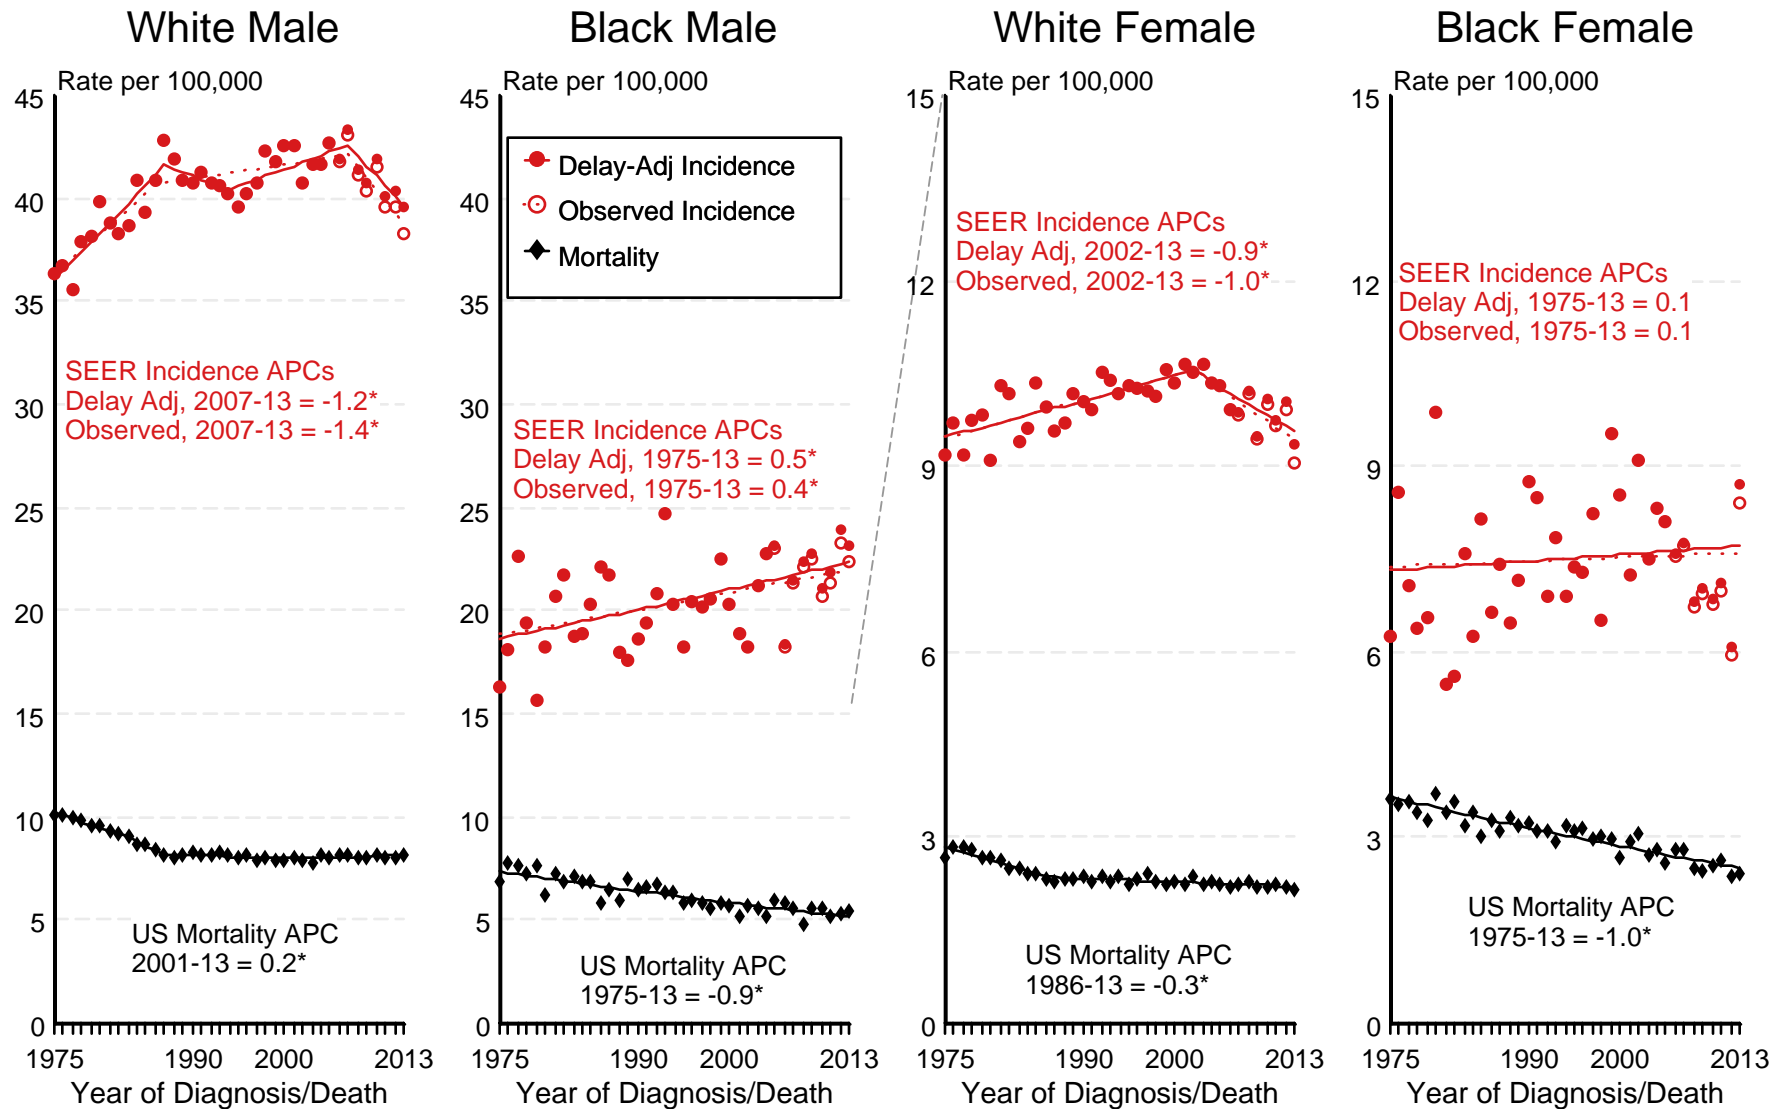 White Male
Rate per 100,000
45
40
35
30
25
20
15
10
5
0
SEER Incidence APCs
Delay Adj, 2007-13 = -1.2*
Observed, 2007-13 = -1.4*
US Mortality APC
2001-13 = 0.2*
1975 1990 2000 2013
Year of Diagnosis/Death
Black Male
Rate per 100,000
45
40
35
30
25
20
15
10
5
0
Delay-Adj Incidence
Observed Incidence
Mortality
SEER Incidence APCs
Delay Adj, 1975-13 = 0.5*
Observed, 1975-13 = 0.4*
US Mortality APC
1975-13 = -0.9*
1975 1990 2000 2013
Year of Diagnosis/Death
White Female
Rate per 100,000
15
12
9
6
3
0
SEER Incidence APCs
Delay Adj, 2002-13 = -0.9*
Observed, 2002-13 = -1.0*
US Mortality APC
1986-13 = -0.3*
1975 1990 2000 2013
Year of Diagnosis/Death
Black Female
Rate per 100,000
15
12
9
6
3
0
SEER Incidence APCs
Delay Adj, 1975-13 = 0.1
Observed, 1975-13 = 0.1
US Mortality APC
1975-13 = -1.0*
1975 1990 2000 2013
Year of Diagnosis/Death